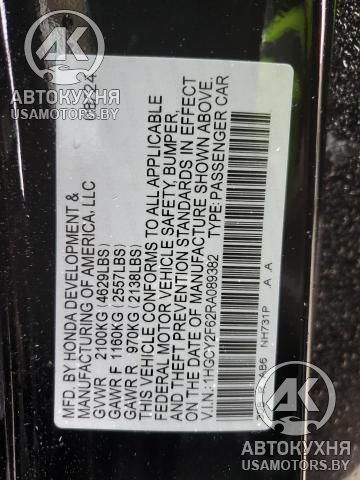 MFD. BY HONDA DEVELOPMENT &
MANUFACTURING OF AMERICA, LLC
GVWR 2100KG (4629LBS)
GAWR F 1160KG (2557LBS)
GAWR R 970KG (2138LBS)
THIS VEHICLE CONFORMS TO ALL APPLICABLE
FEDERAL MOTOR VEHICLE SAFETY, BUMPER,
AND THEFT PREVENTION STANDARDS IN EFFECT
ON THE DATE OF MANUFACTURE SHOWN ABOVE.
V.I.N.:1HGCV2F62RA089382 TYPE:PASSENGER CAR
NH731P A A
АВТОКУХНЯ
USAMOTORS.BY
АВТОКУХНЯ
USAMOTORS.BY